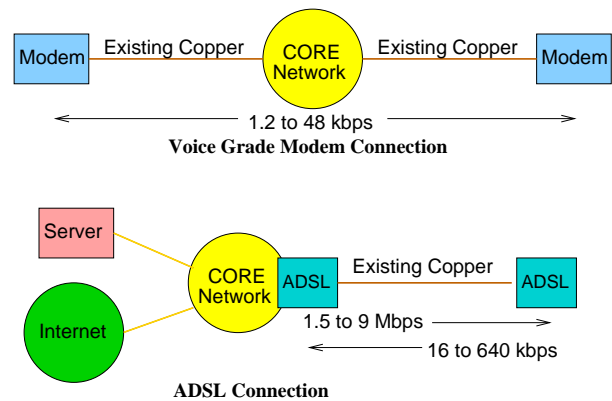 Modem
Existing Copper
CORE
Network
Existing Copper
Modem
1.2 to 48 kbps
Voice Grade Modem Connection
Server
CORE
Network
ADSL
Existing Copper
ADSL
Internet
1.5 to 9 Mbps
16 to 640 kbps
ADSL Connection